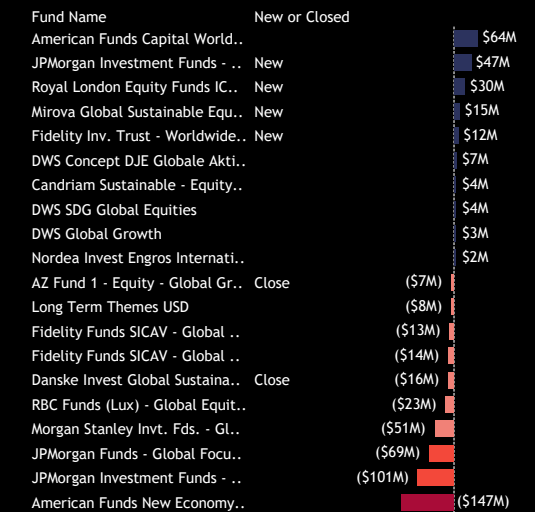 Fund Name New or Closed
American Funds Capital World.. $64M
JPMorgan Investment Funds - .. New $47M
Royal London Equity Funds IC.. New $30M
Mirova Global Sustainable Equ.. New $15M
Fidelity Inv. Trust - Worldwide.. New $12M
DWS Concept DJE Globale Akti.. $7M
Candriam Sustainable - Equity.. $4M
DWS SDG Global Equities $4M
DWS Global Growth $3M
Nordea Invest Engros Internati.. $2M
AZ Fund 1 - Equity - Global Gr.. Close ($7M)
Long Term Themes USD ($8M)
Fidelity Funds SICAV - Global .. ($13M)
Fidelity Funds SICAV - Global .. ($14M)
Danske Invest Global Sustaina.. Close ($16M)
RBC Funds (Lux) - Global Equit.. ($23M)
Morgan Stanley Invt. Fds. - Gl.. ($51M)
JPMorgan Funds - Global Focu.. ($69M)
JPMorgan Investment Funds - .. ($101M)
American Funds New Economy.. ($147M)